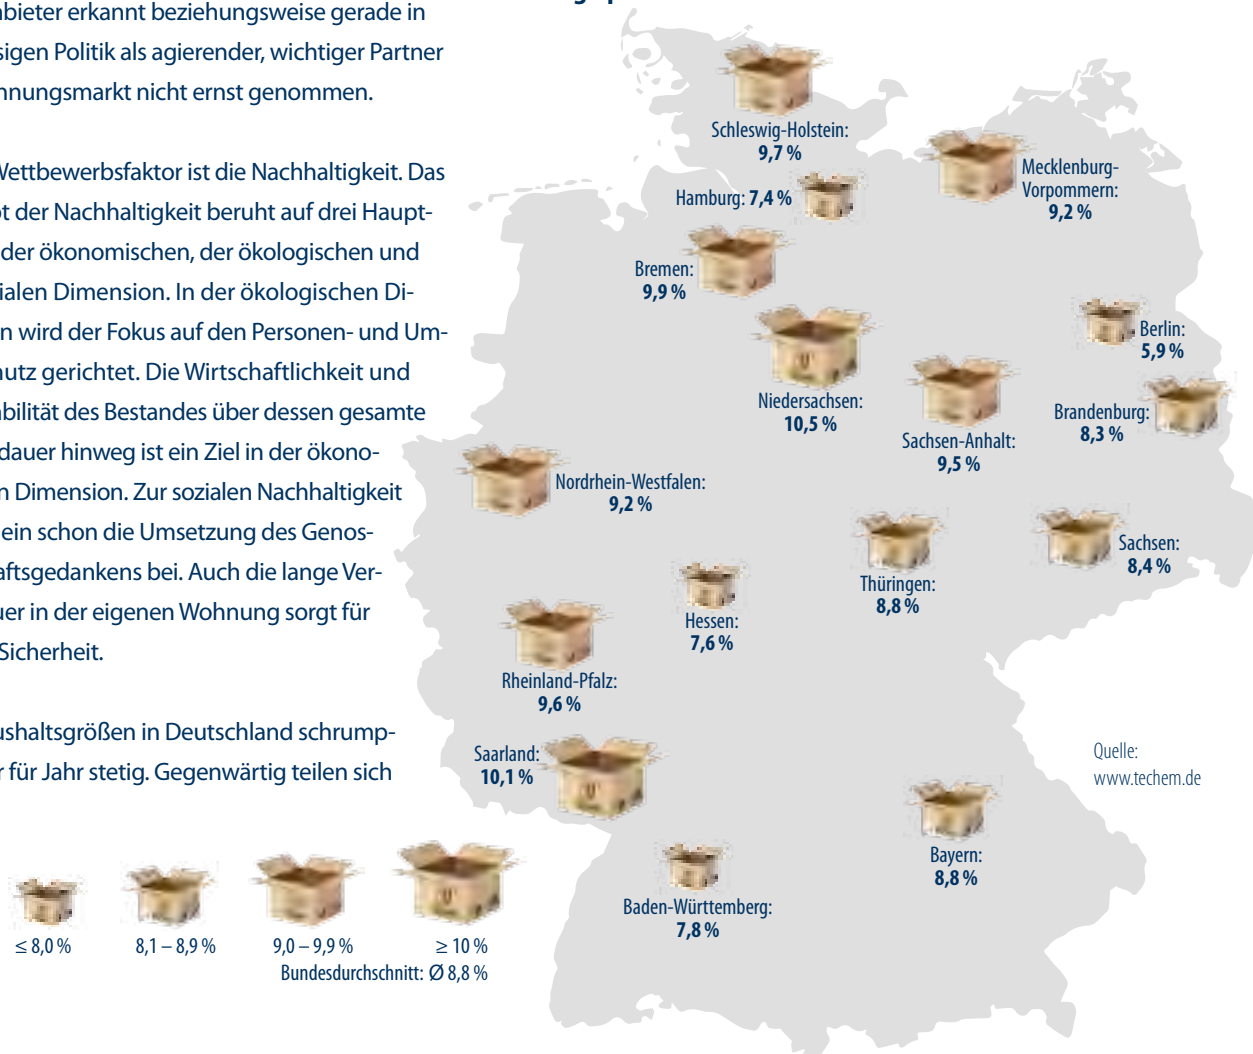 bieter erkannt beziehungsweise gerade in
sigen Politik als agierender, wichtiger Partner
hnungsmarkt nicht ernst genommen.
Wettbewerbsfaktor ist die Nachhaltigkeit. Das
t der Nachhaltigkeit beruht auf drei Haupt-
der ökonomischen, der ökologischen und
ialen Dimension. In der ökologischen Di-
n wird der Fokus auf den Personen- und Um-
hutz gerichtet. Die Wirtschaftlichkeit und
abilität des Bestandes über dessen gesamte
dauer hinweg ist ein Ziel in der ökono-
n Dimension. Zur sozialen Nachhaltigkeit
ein schon die Umsetzung des Genos-
aftsgedankens bei. Auch die lange Ver-
uer in der eigenen Wohnung sorgt für
Sicherheit.
ushaltsgrößen in Deutschland schrump-
r für Jahr stetig. Gegenwärtig teilen sich
Schleswig-Holstein:
9,7 %
Hamburg: 7,4 %
Mecklenburg-
Vorpommern:
9,2 %
Bremen:
9,9 %
Berlin:
5,9 %
Niedersachsen:
10,5 %
Brandenburg:
8,3 %
Sachsen-Anhalt:
9,5 %
Nordrhein-Westfalen:
9,2 %
Sachsen:
8,4 %
Thüringen:
8,8 %
Hessen:
7,6 %
Rheinland-Pfalz:
9,6 %
Saarland:
10,1 %
Quelle:
www.techem.de
Bayern:
8,8 %
Baden-Württemberg:
7,8 %
≤ 8,0 %
8,1 – 8,9 %
9,0 – 9,9 %
≥ 10 %
Bundesdurchschnitt: Ø 8,8 %